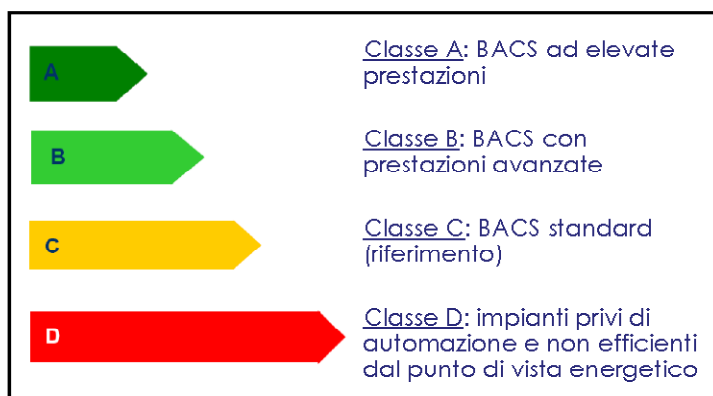 A
Classe A: BACS ad elevate
prestazioni
B
Classe B: BACS con
prestazioni avanzate
C
Classe C: BACS standard
(riferimento)
D
Classe D: impianti privi di
automazione e non efficienti
dal punto di vista energetico